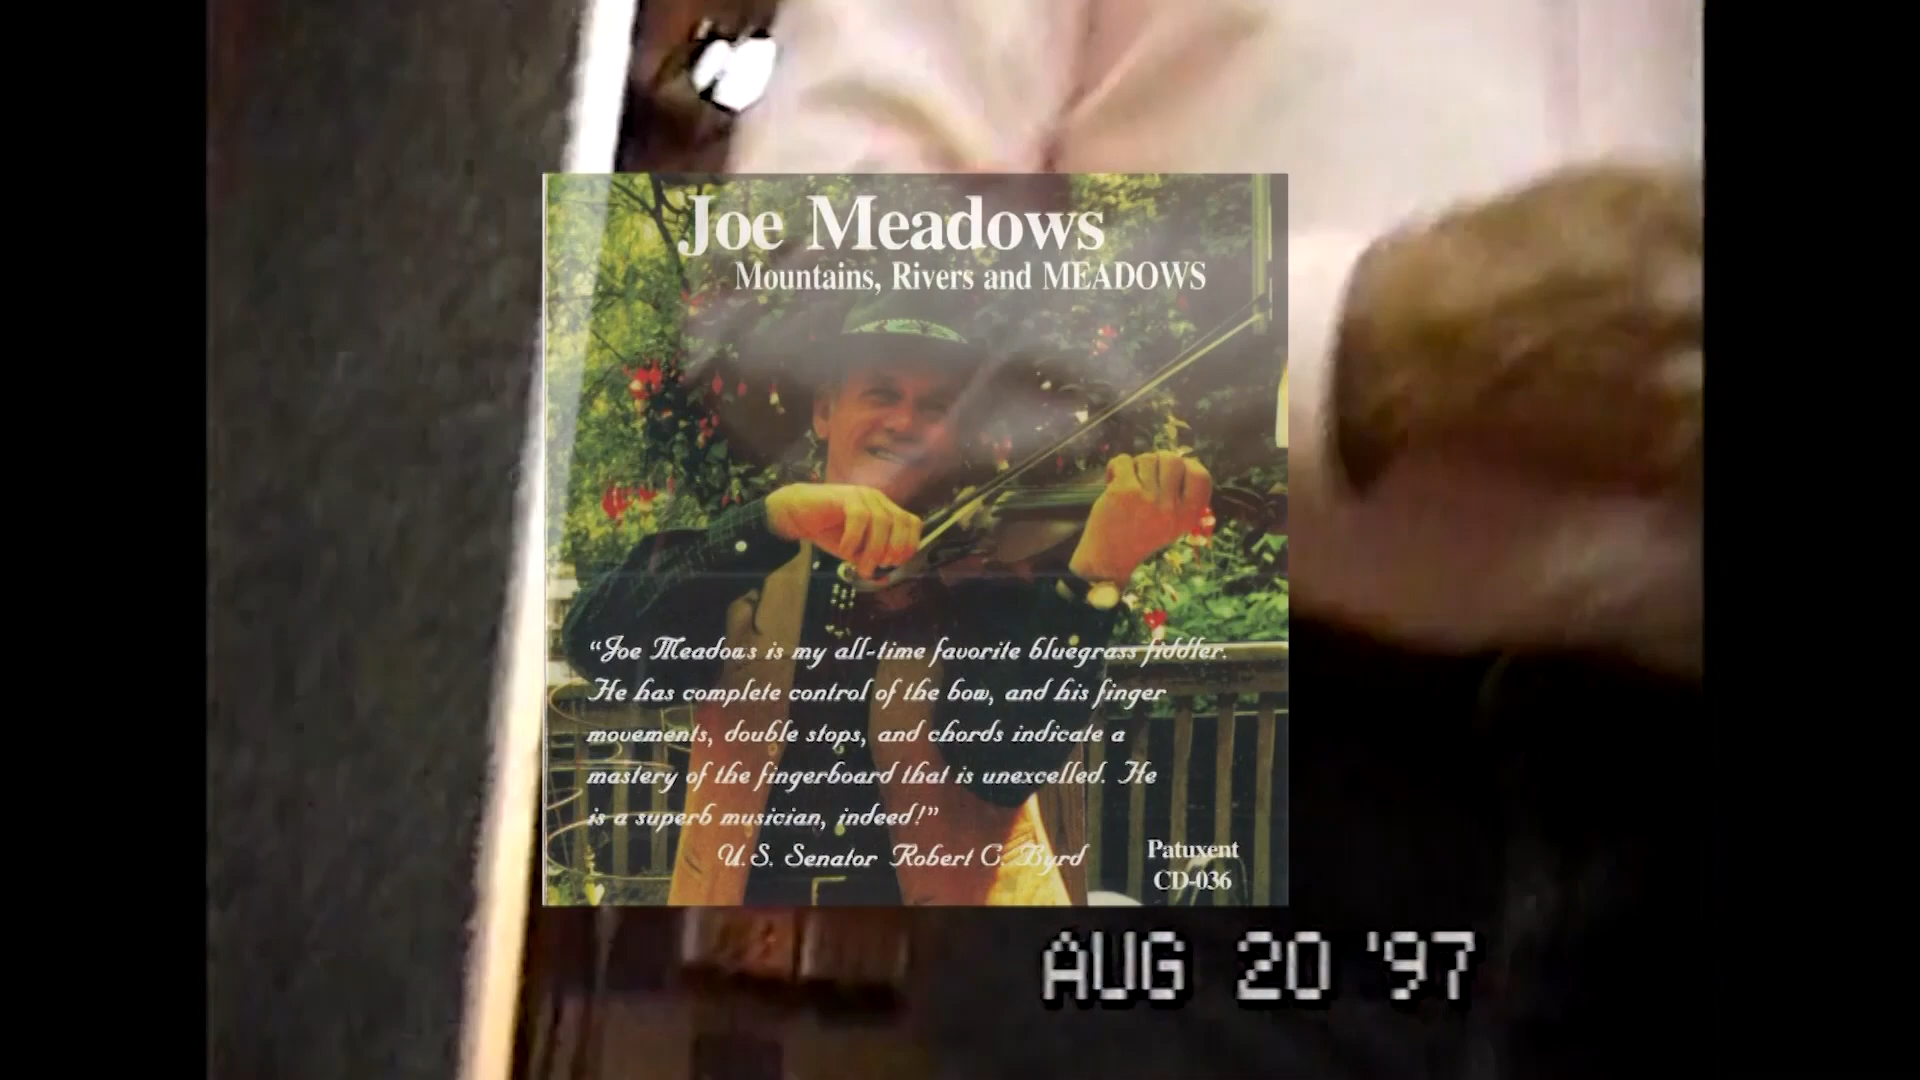 Joe Meadows
Mountains, Rivers and MEADOWS
“Joe Meadows is my all-time favorite bluegrass fiddler.
He has complete control of the bow, and his finger
movements, double stops, and chords indicate a
mastery of the fingerboard that is unexcelled. He
is a superb musician, indeed!”
U.S. Senator Robert C. Byrd
Patuxent
CD-036
AUG 20 '97